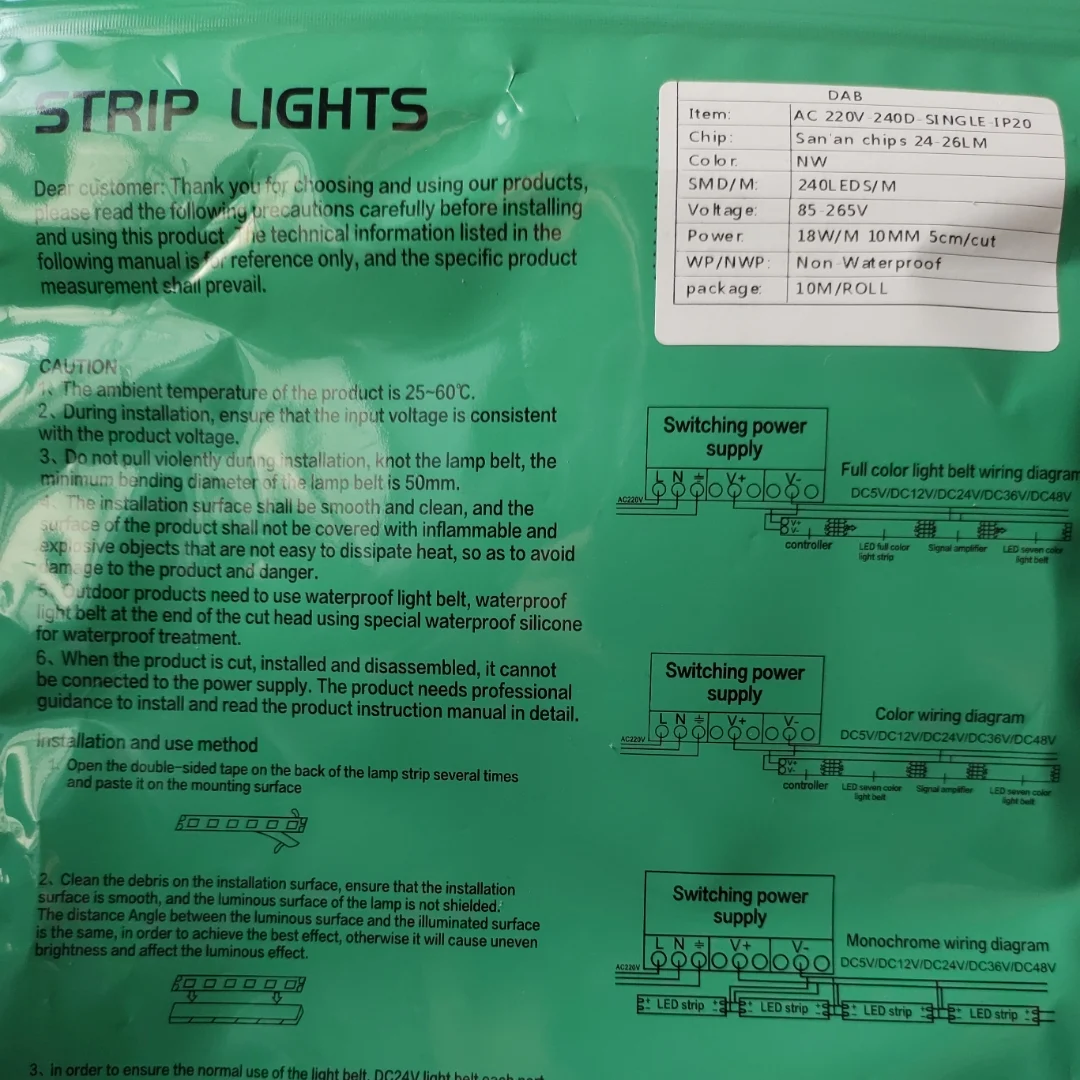 STRIP LIGHTS
Dear customer: Thank you for choosing and using our products,
please read the following precautions carefully before installing
and using this product. The technical information listed in the
following manual is for reference only, and the specific product
measurement shall prevail.
DAB
Item: AC 220V-240D-SINGLE-IP20
Chip: San'an chips 24-26LM
Color. NW
SMD/M: 240LEDS/M
Voltage: 85-265V
Power. 18W/M 10MM 5cm/cut
WP/NWP: Non-Waterproof
package: 10M/ROLL
CAUTION
1、The ambient temperature of the product is 25~60℃.
2、During installation, ensure that the input voltage is consistent
with the product voltage.
3、Do not pull violently during installation, knot the lamp belt, the
minimum bending diameter of the lamp belt is 50mm.
4、The installation surface shall be smooth and clean, and the
surface of the product shall not be covered with inflammable and
explosive objects that are not easy to dissipate heat, so as to avoid
damage to the product and danger.
5、Outdoor products need to use waterproof light belt, waterproof
light belt at the end of the cut head using special waterproof silicone
for waterproof treatment.
6、When the product is cut, installed and disassembled, it cannot
be connected to the power supply. The product needs professional
guidance to install and read the product instruction manual in detail.
Installation and use method
1、Open the double-sided tape on the back of the lamp strip several times
and paste it on the mounting surface
2、Clean the debris on the installation surface, ensure that the installation
surface is smooth, and the luminous surface of the lamp is not shielded.
The distance Angle between the luminous surface and the illuminated surface
is the same, in order to achieve the best effect, otherwise it will cause uneven
brightness and affect the luminous effect.
3、in order to ensure the normal use of the light belt, DC24V light belt each port
Switching power
supply
L N ⏚ V+ V-
AC220V
Full color light belt wiring diagram
DC5V/DC12V/DC24V/DC36V/DC48V
V+
V-
controller
LED full color
light strip
Signal amplifier
LED seven color
light belt
Switching power
supply
L N ⏚ V+ V-
AC220V
Color wiring diagram
DC5V/DC12V/DC24V/DC36V/DC48V
V+
V-
controller
LED seven color
light belt
Signal amplifier
LED seven color
light belt
Switching power
supply
L N ⏚ V+ V-
AC220V
Monochrome wiring diagram
DC5V/DC12V/DC24V/DC36V/DC48V
LED strip LED strip LED strip LED strip